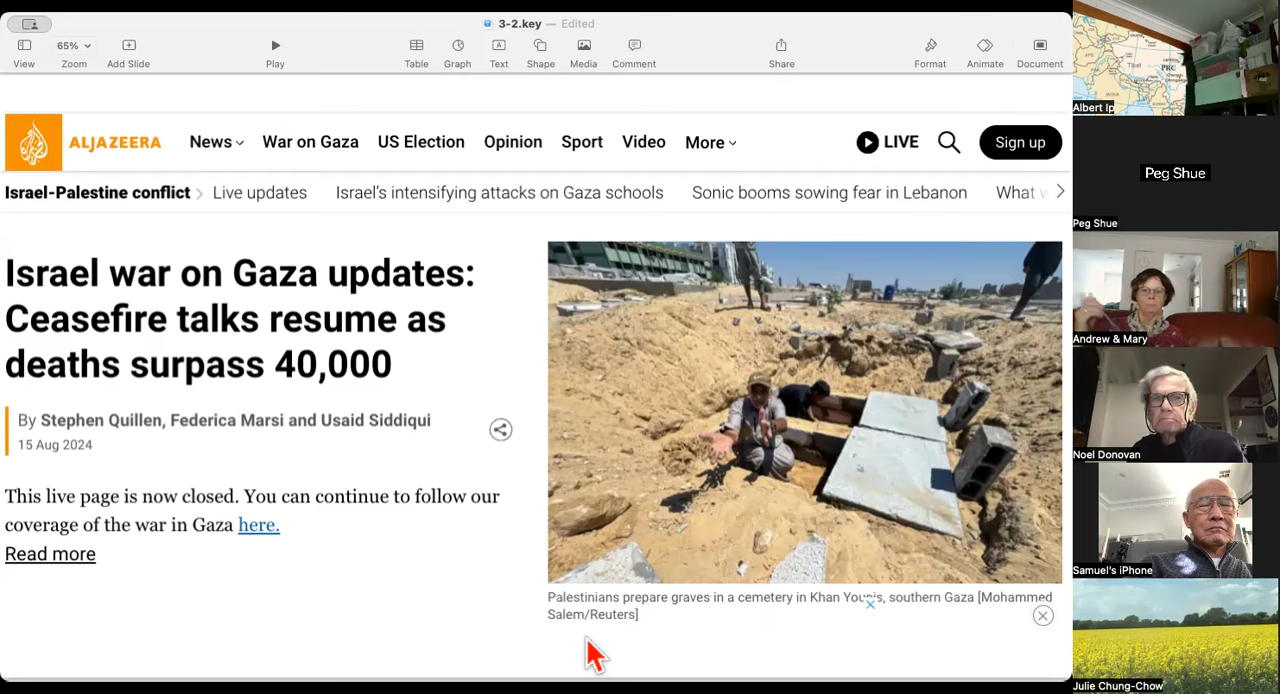 3-2.key — Edited
65%
View Zoom Add Slide Play Table Graph Text Shape Media Comment Share Format Animate Document
ALJAZEERA News War on Gaza US Election Opinion Sport Video More LIVE Sign up
Israel-Palestine conflict Live updates Israel's intensifying attacks on Gaza schools Sonic booms sowing fear in Lebanon What
Israel war on Gaza updates:
Ceasefire talks resume as
deaths surpass 40,000
By Stephen Quillen, Federica Marsi and Usaid Siddiqui
15 Aug 2024
This live page is now closed. You can continue to follow our
coverage of the war in Gaza here.
Read more
Palestinians prepare graves in a cemetery in Khan Younis, southern Gaza [Mohammed
Salem/Reuters]
PRC
Albert Ip
Peg Shue
Peg Shue
Andrew & Mary
Noel Donovan
Samuel's iPhone
Julie Chung-Chow